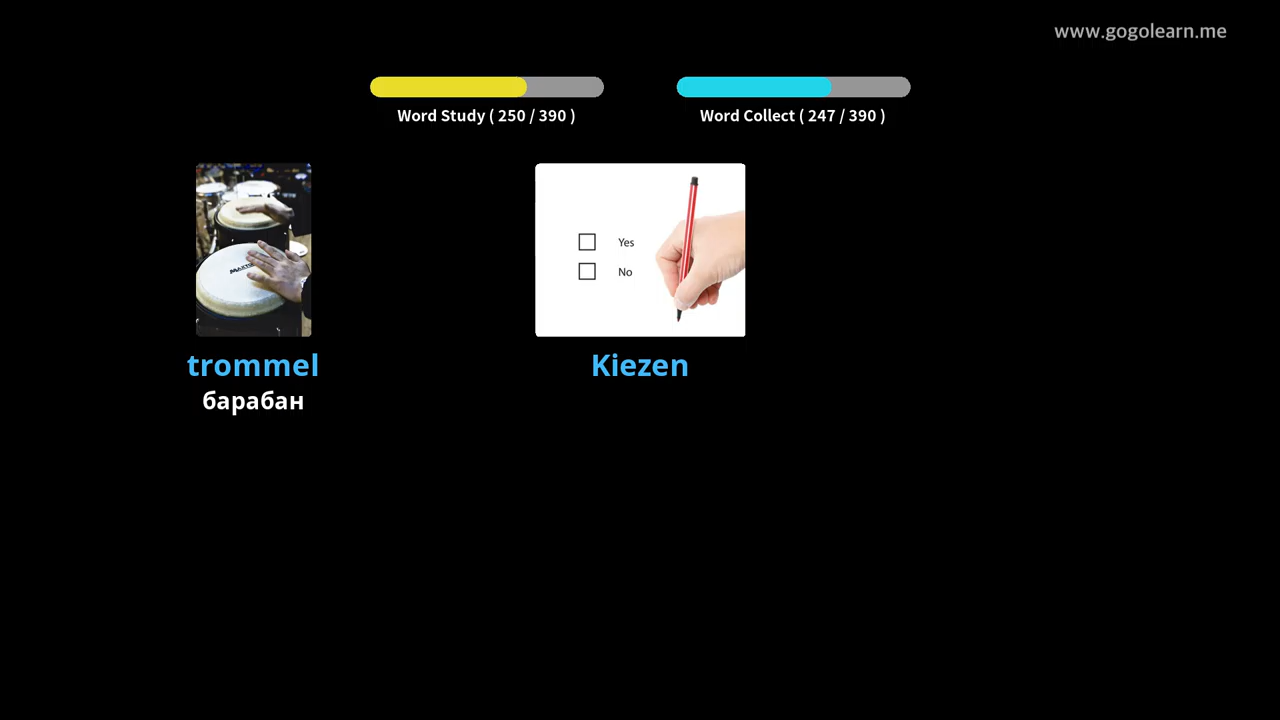 www.gogolearn.me
Word Study ( 250 / 390 )
Word Collect ( 247 / 390 )
Yes
No
trommel
барабан
Kiezen